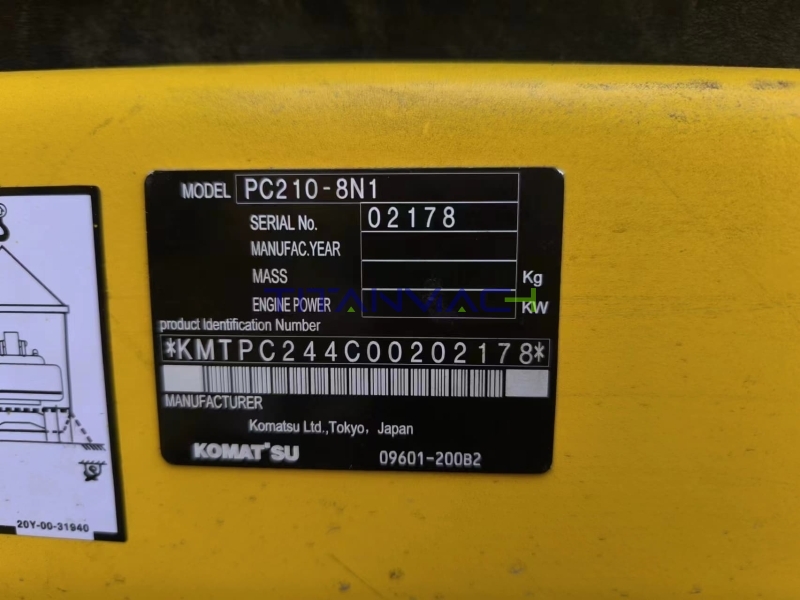 MODEL PC210-8N1
SERIAL No. 02178
MANUFAC.YEAR
MASS Kg
ENGINE POWER KW
TITANMACH
product Identification Number
*KMTPC244C00202178*
MANUFACTURER
Komatsu Ltd.,Tokyo, Japan
KOMATSU 09601-200B2
20Y-00-31940